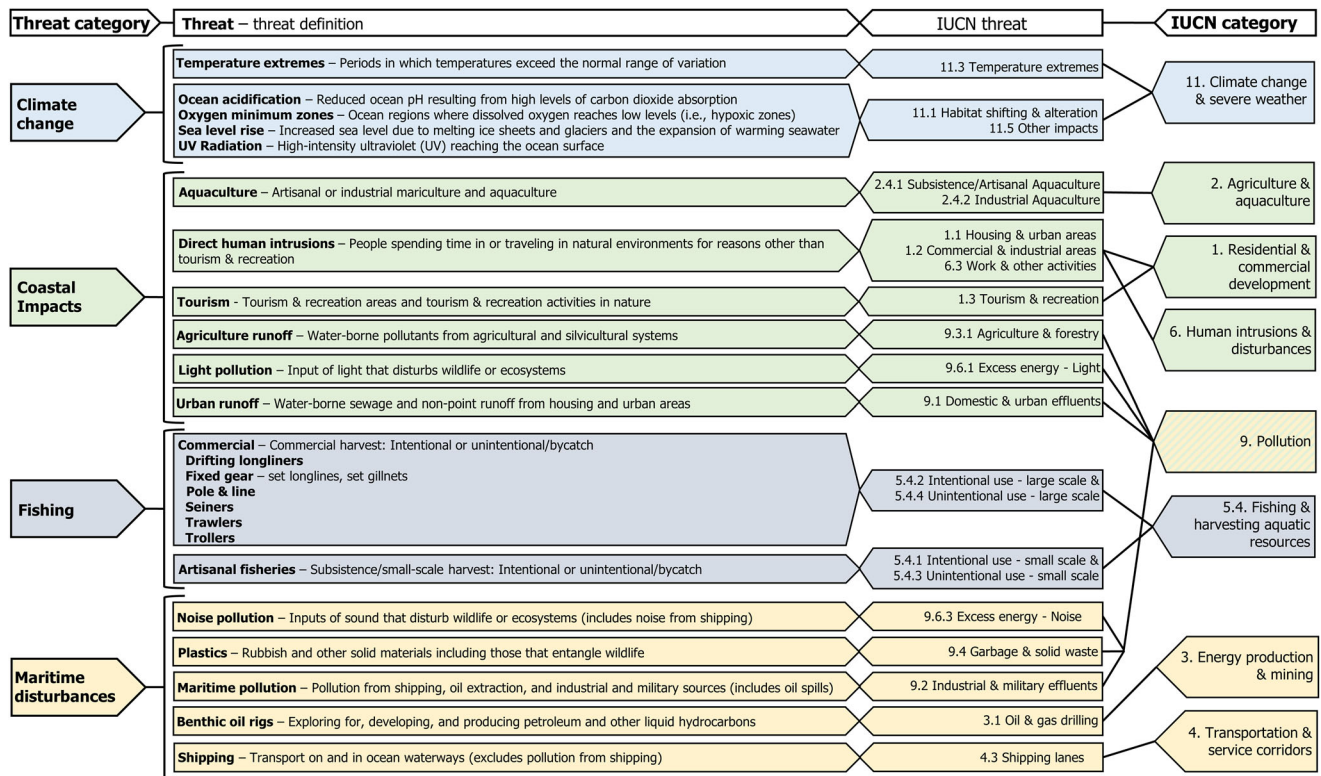 Threat category
Threat – threat definition
IUCN threat
IUCN category
Climate
change
Temperature extremes – Periods in which temperatures exceed the normal range of variation
11.3 Temperature extremes
11. Climate change
& severe weather
Ocean acidification – Reduced ocean pH resulting from high levels of carbon dioxide absorption
Oxygen minimum zones – Ocean regions where dissolved oxygen reaches low levels (i.e., hypoxic zones)
Sea level rise – Increased sea level due to melting ice sheets and glaciers and the expansion of warming seawater
UV Radiation – High-intensity ultraviolet (UV) reaching the ocean surface
11.1 Habitat shifting & alteration
11.5 Other impacts
Coastal
Impacts
Aquaculture – Artisanal or industrial mariculture and aquaculture
2.4.1 Subsistence/Artisanal Aquaculture
2.4.2 Industrial Aquaculture
2. Agriculture &
aquaculture
Direct human intrusions – People spending time in or traveling in natural environments for reasons other than
tourism & recreation
1.1 Housing & urban areas
1.2 Commercial & industrial areas
6.3 Work & other activities
1. Residential &
commercial
development
Tourism - Tourism & recreation areas and tourism & recreation activities in nature
1.3 Tourism & recreation
Agriculture runoff – Water-borne pollutants from agricultural and silvicultural systems
9.3.1 Agriculture & forestry
6. Human intrusions &
disturbances
Light pollution – Input of light that disturbs wildlife or ecosystems
9.6.1 Excess energy - Light
Urban runoff – Water-borne sewage and non-point runoff from housing and urban areas
9.1 Domestic & urban effluents
9. Pollution
Fishing
Commercial – Commercial harvest: Intentional or unintentional/bycatch
Drifting longliners
Fixed gear – set longlines, set gillnets
Pole & line
Seiners
Trawlers
Trollers
5.4.2 Intentional use - large scale &
5.4.4 Unintentional use - large scale
5.4. Fishing &
harvesting aquatic
resources
Artisanal fisheries – Subsistence/small-scale harvest: Intentional or unintentional/bycatch
5.4.1 Intentional use - small scale &
5.4.3 Unintentional use - small scale
Maritime
disturbances
Noise pollution – Inputs of sound that disturb wildlife or ecosystems (includes noise from shipping)
9.6.3 Excess energy - Noise
Plastics – Rubbish and other solid materials including those that entangle wildlife
9.4 Garbage & solid waste
3. Energy production
& mining
Maritime pollution – Pollution from shipping, oil extraction, and industrial and military sources (includes oil spills)
9.2 Industrial & military effluents
Benthic oil rigs – Exploring for, developing, and producing petroleum and other liquid hydrocarbons
3.1 Oil & gas drilling
4. Transportation &
service corridors
Shipping – Transport on and in ocean waterways (excludes pollution from shipping)
4.3 Shipping lanes